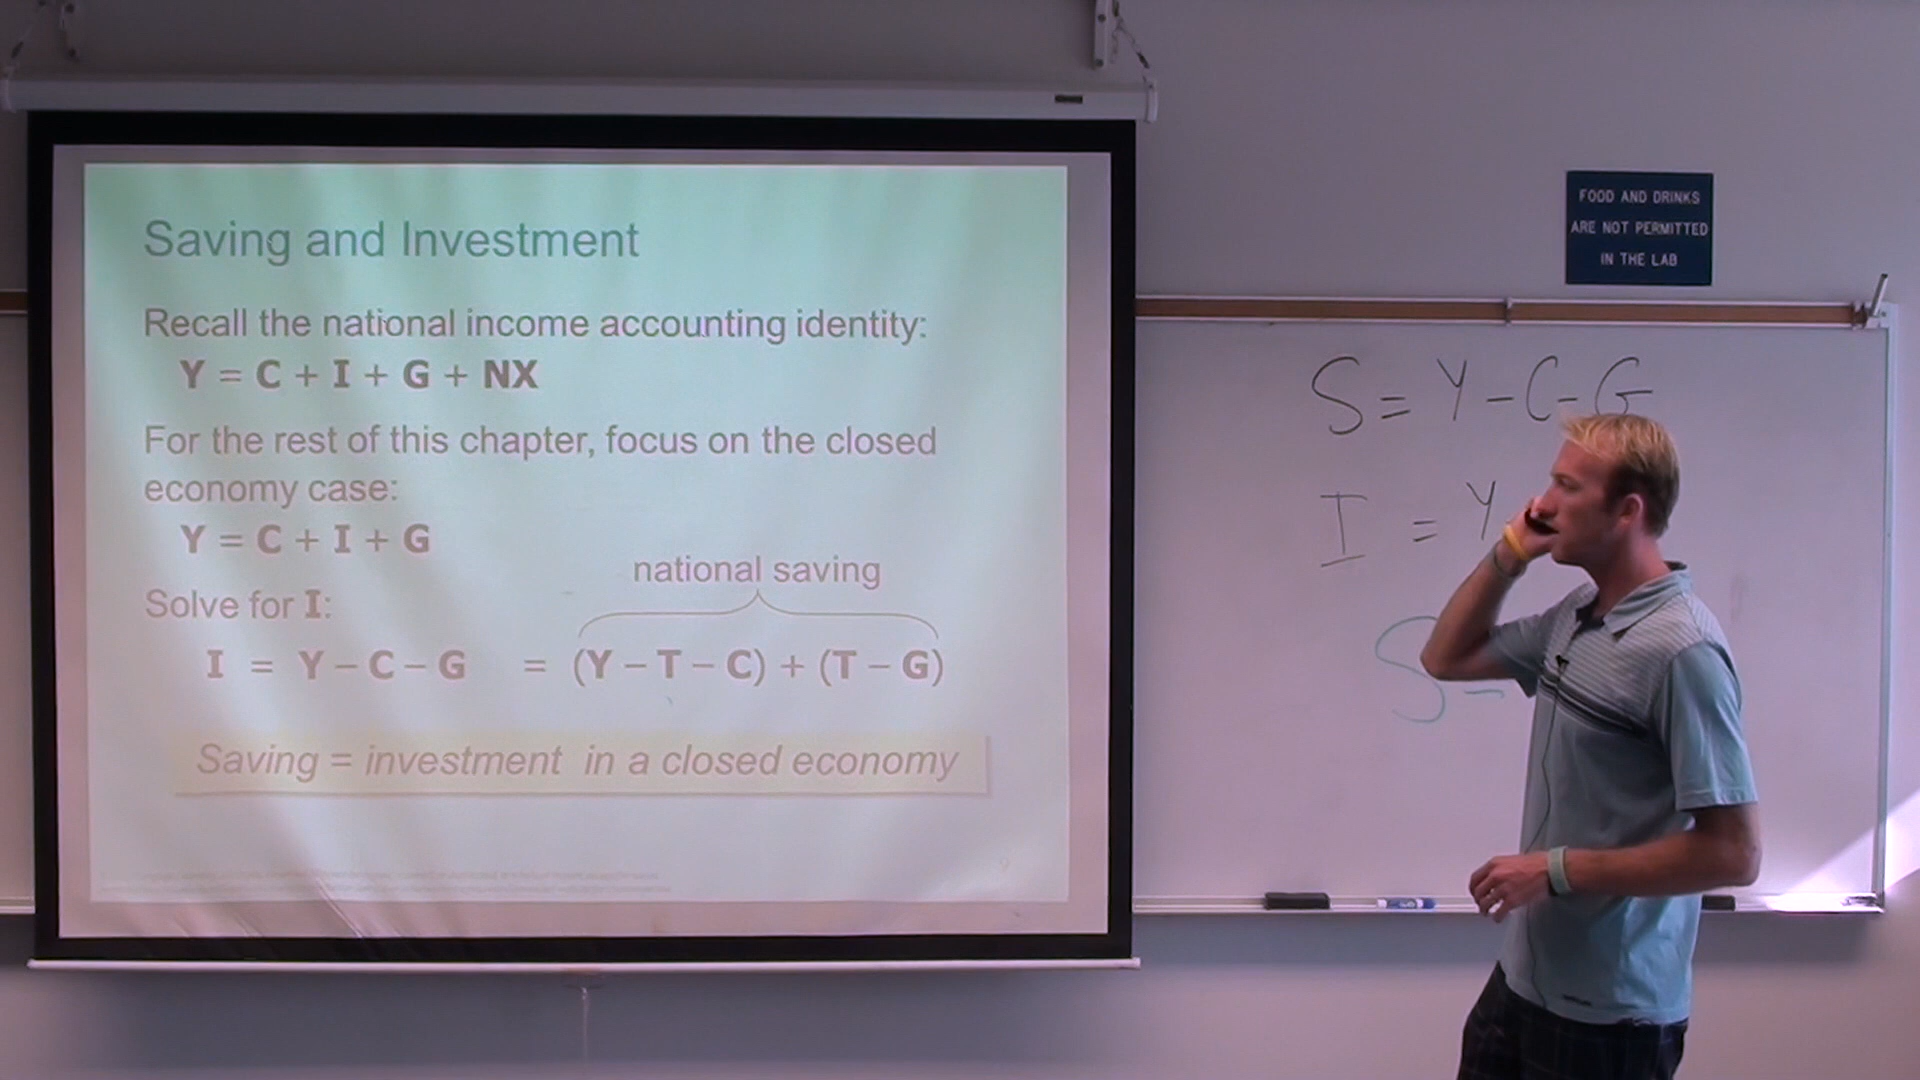 Saving and Investment
Recall the national income accounting identity:
Y = C + I + G + NX
For the rest of this chapter, focus on the closed
economy case:
Y = C + I + G
national saving
Solve for I:
I = Y – C – G = (Y – T – C) + (T – G)
Saving = investment in a closed economy
FOOD AND DRINKS
ARE NOT PERMITTED
IN THE LAB
S = Y - C - G
I = Y
S =